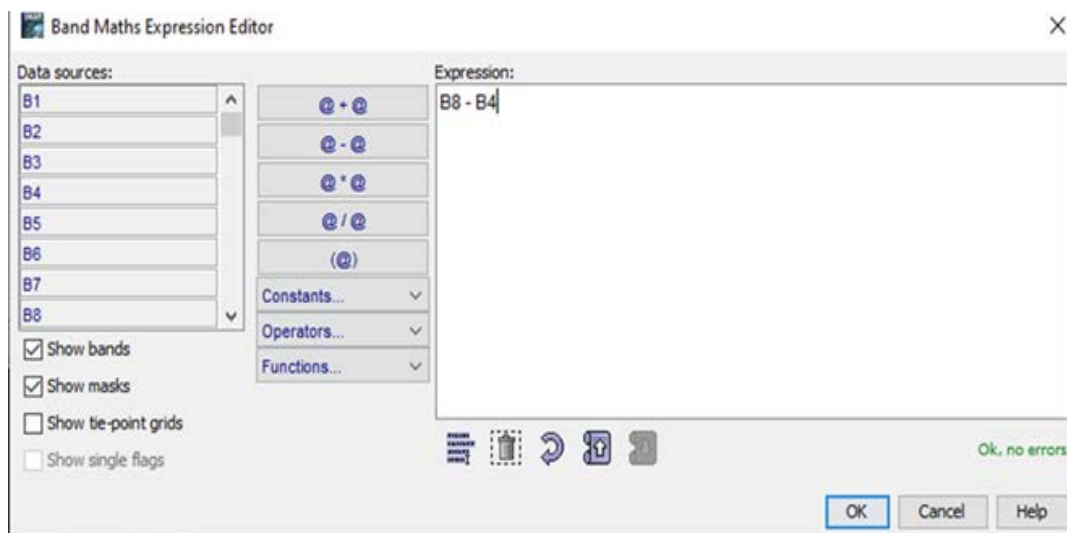 Band Maths Expression Editor
Data sources:
B1
B2
B3
B4
B5
B6
B7
B8
Show bands
Show masks
Show tie-point grids
Show single flags
@ + @
@ - @
@ * @
@ / @
(@)
Constants...
Operators...
Functions...
Expression:
B8 - B4
Ok, no errors
OK
Cancel
Help